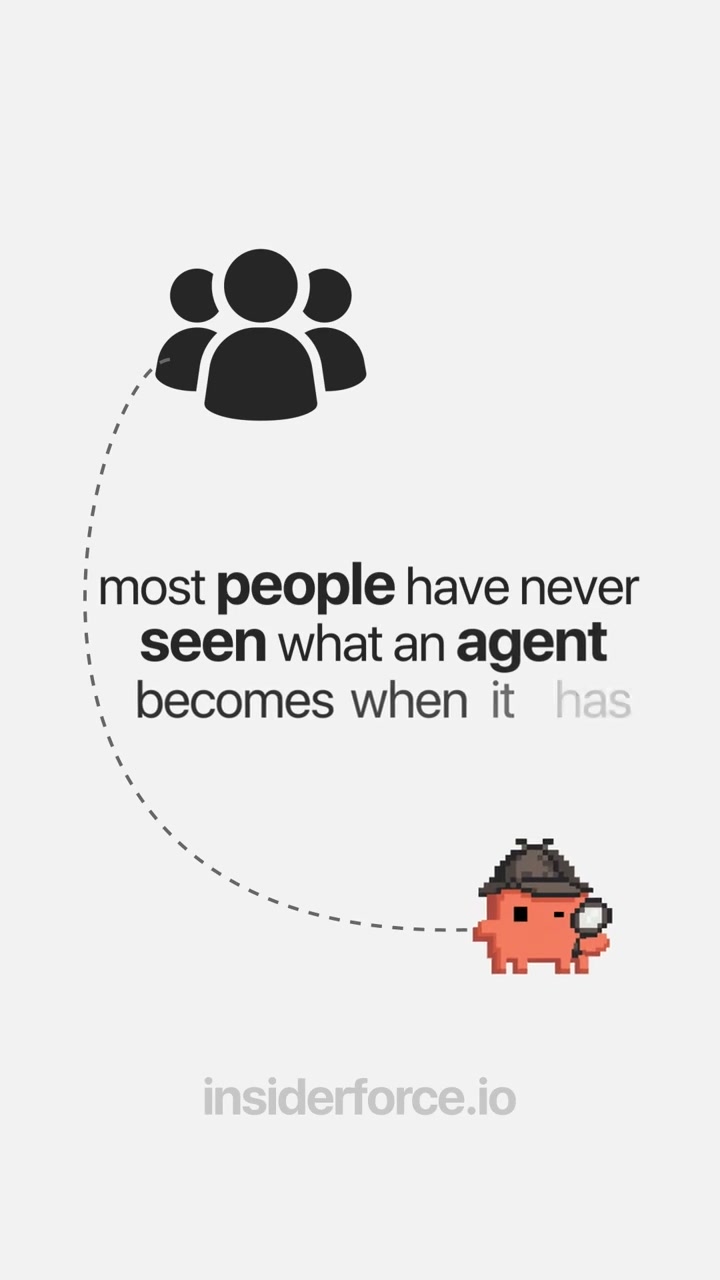 most people have never
seen what an agent
becomes when it has
insiderforce.io